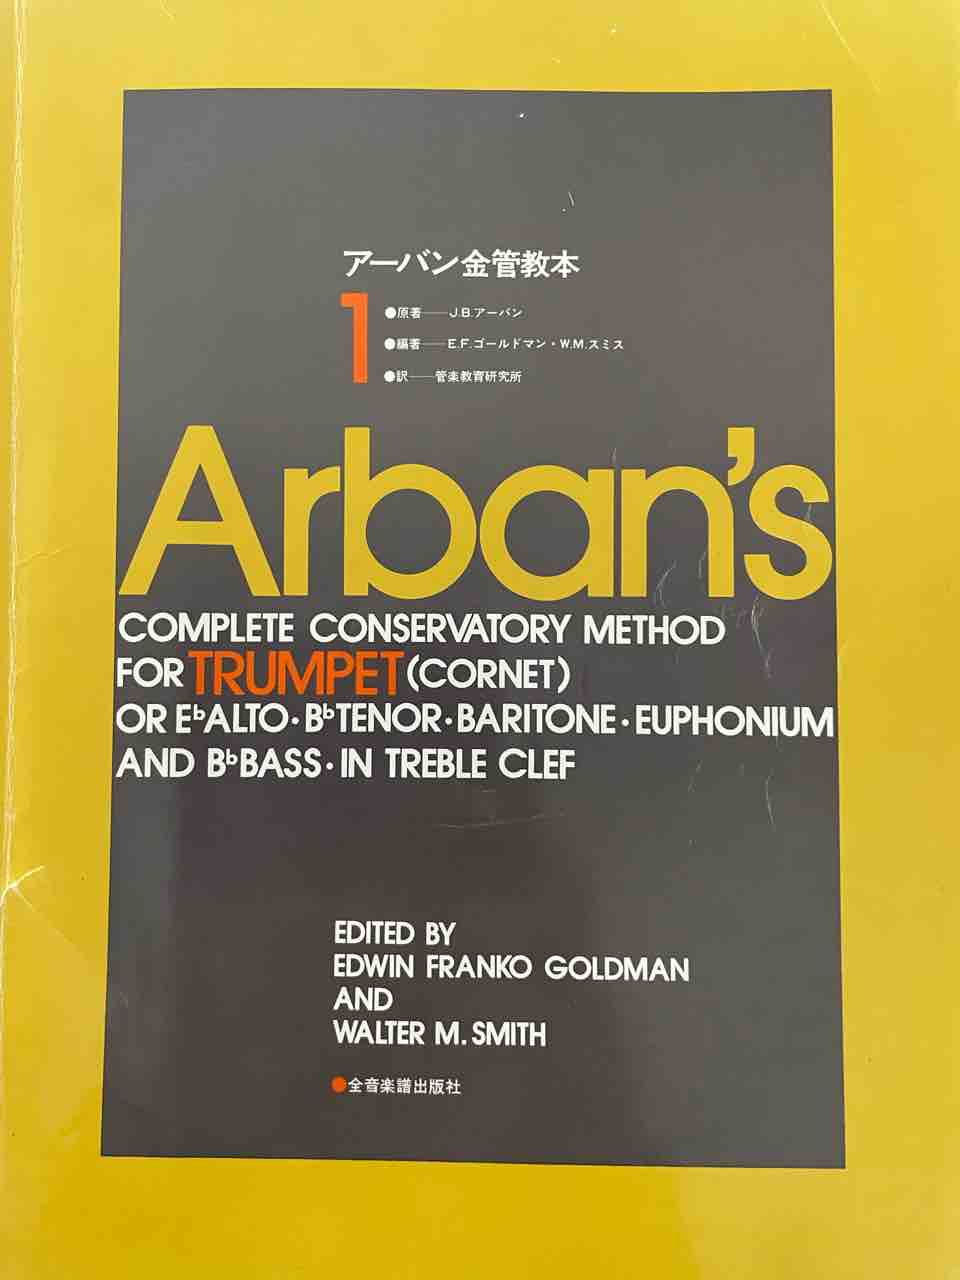 アーバン金管教本
1
●原著——J.B.アーバン
●編著——E.F.ゴールドマン・W.M.スミス
●訳——管楽教育研究所
Arban's
COMPLETE CONSERVATORY METHOD
FOR TRUMPET (CORNET)
OR E♭ALTO・B♭TENOR・BARITONE・EUPHONIUM
AND B♭BASS・IN TREBLE CLEF
EDITED BY
EDWIN FRANKO GOLDMAN
AND
WALTER M. SMITH
●全音楽譜出版社